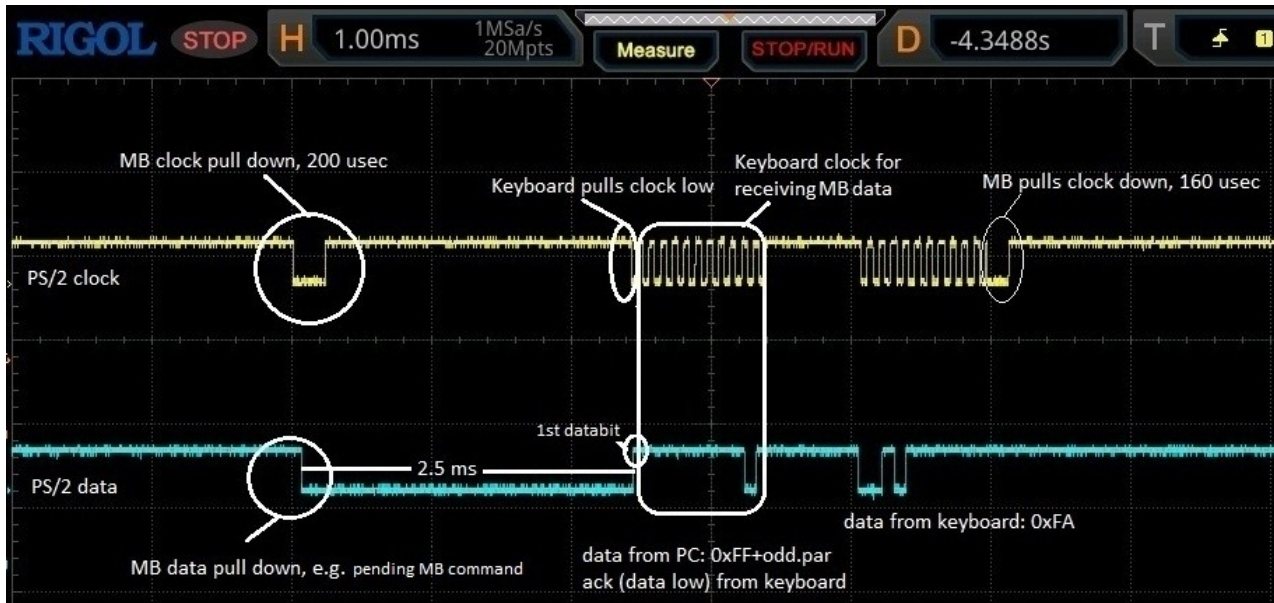 RIGOL STOP H 1.00ms 1MSa/s 20Mpts Measure STOP/RUN D -4.3488s T 1
MB clock pull down, 200 usec
Keyboard pulls clock low
Keyboard clock for
receiving MB data
MB pulls clock down, 160 usec
PS/2 clock
1st databit
2.5 ms
PS/2 data
data from keyboard: 0xFA
MB data pull down, e.g. pending MB command
data from PC: 0xFF+odd.par
ack (data low) from keyboard